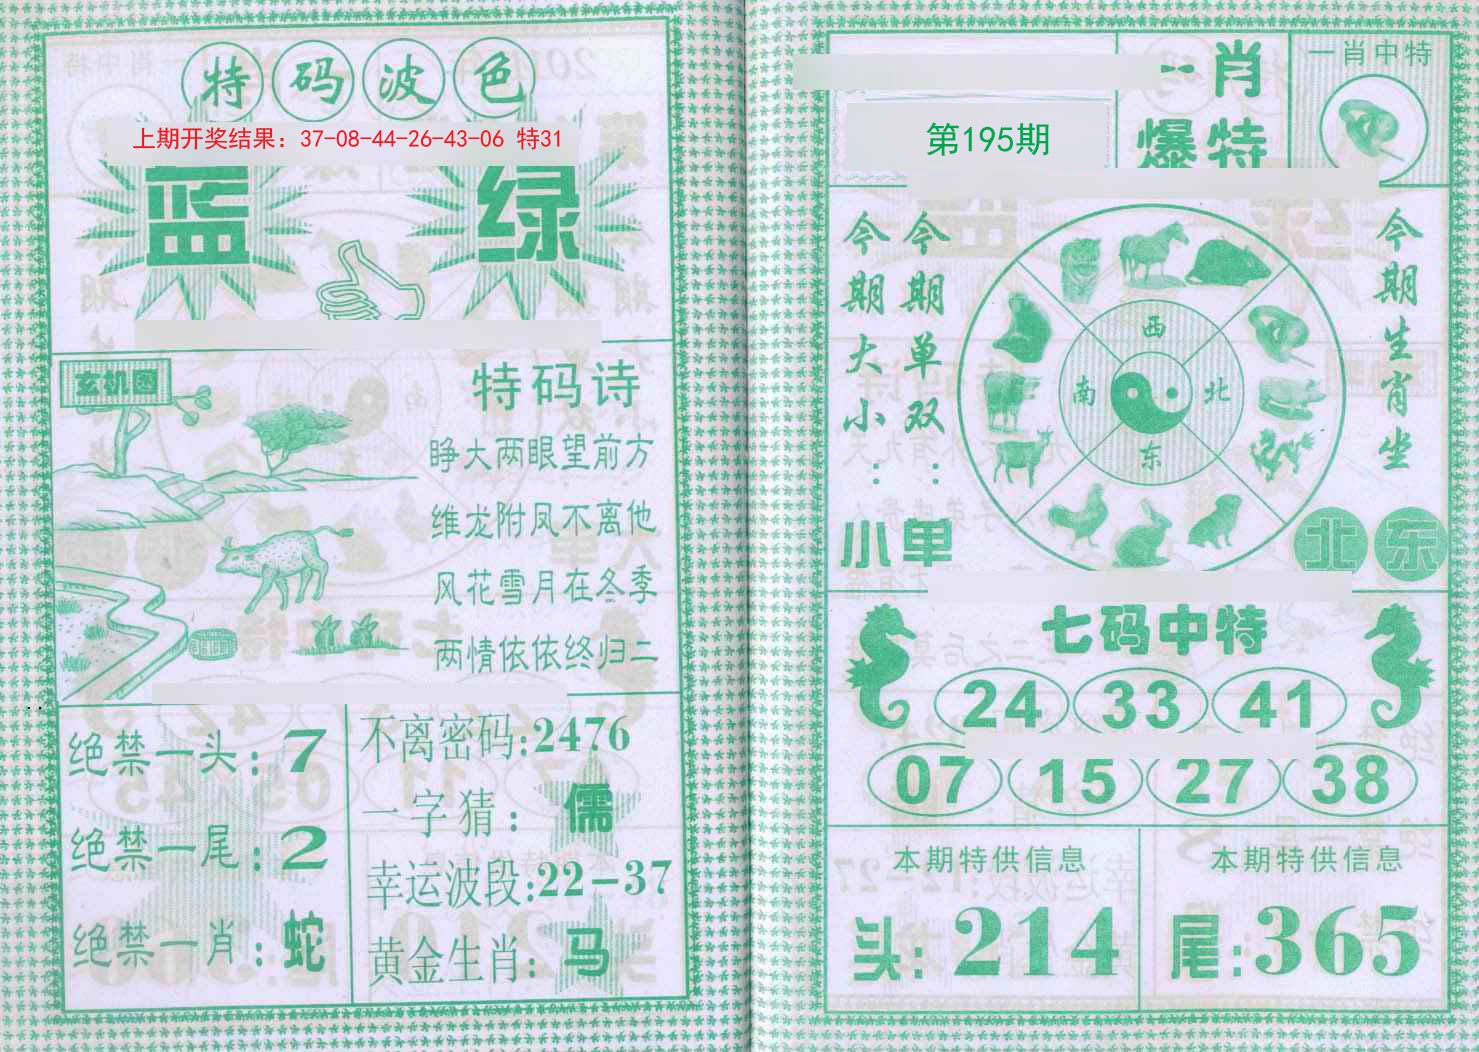 特码波色
上期开奖结果：37-08-44-26-43-06 特31
蓝 绿
玄机图
特码诗
睁大两眼望前方
维龙附凤不离他
风花雪月在冬季
两情依依终归二
绝禁一头：7
绝禁一尾：2
绝禁一肖：蛇
不离密码：2476
一字猜：儒
幸运波段：22-37
黄金生肖：马
第195期
一肖
爆特
一肖中特
今期大小：小
今期单双：单
西
南 北
东
今期生肖坐
北 东
七码中特
24 33 41
07 15 27 38
本期特供信息
头：214
本期特供信息
尾：365